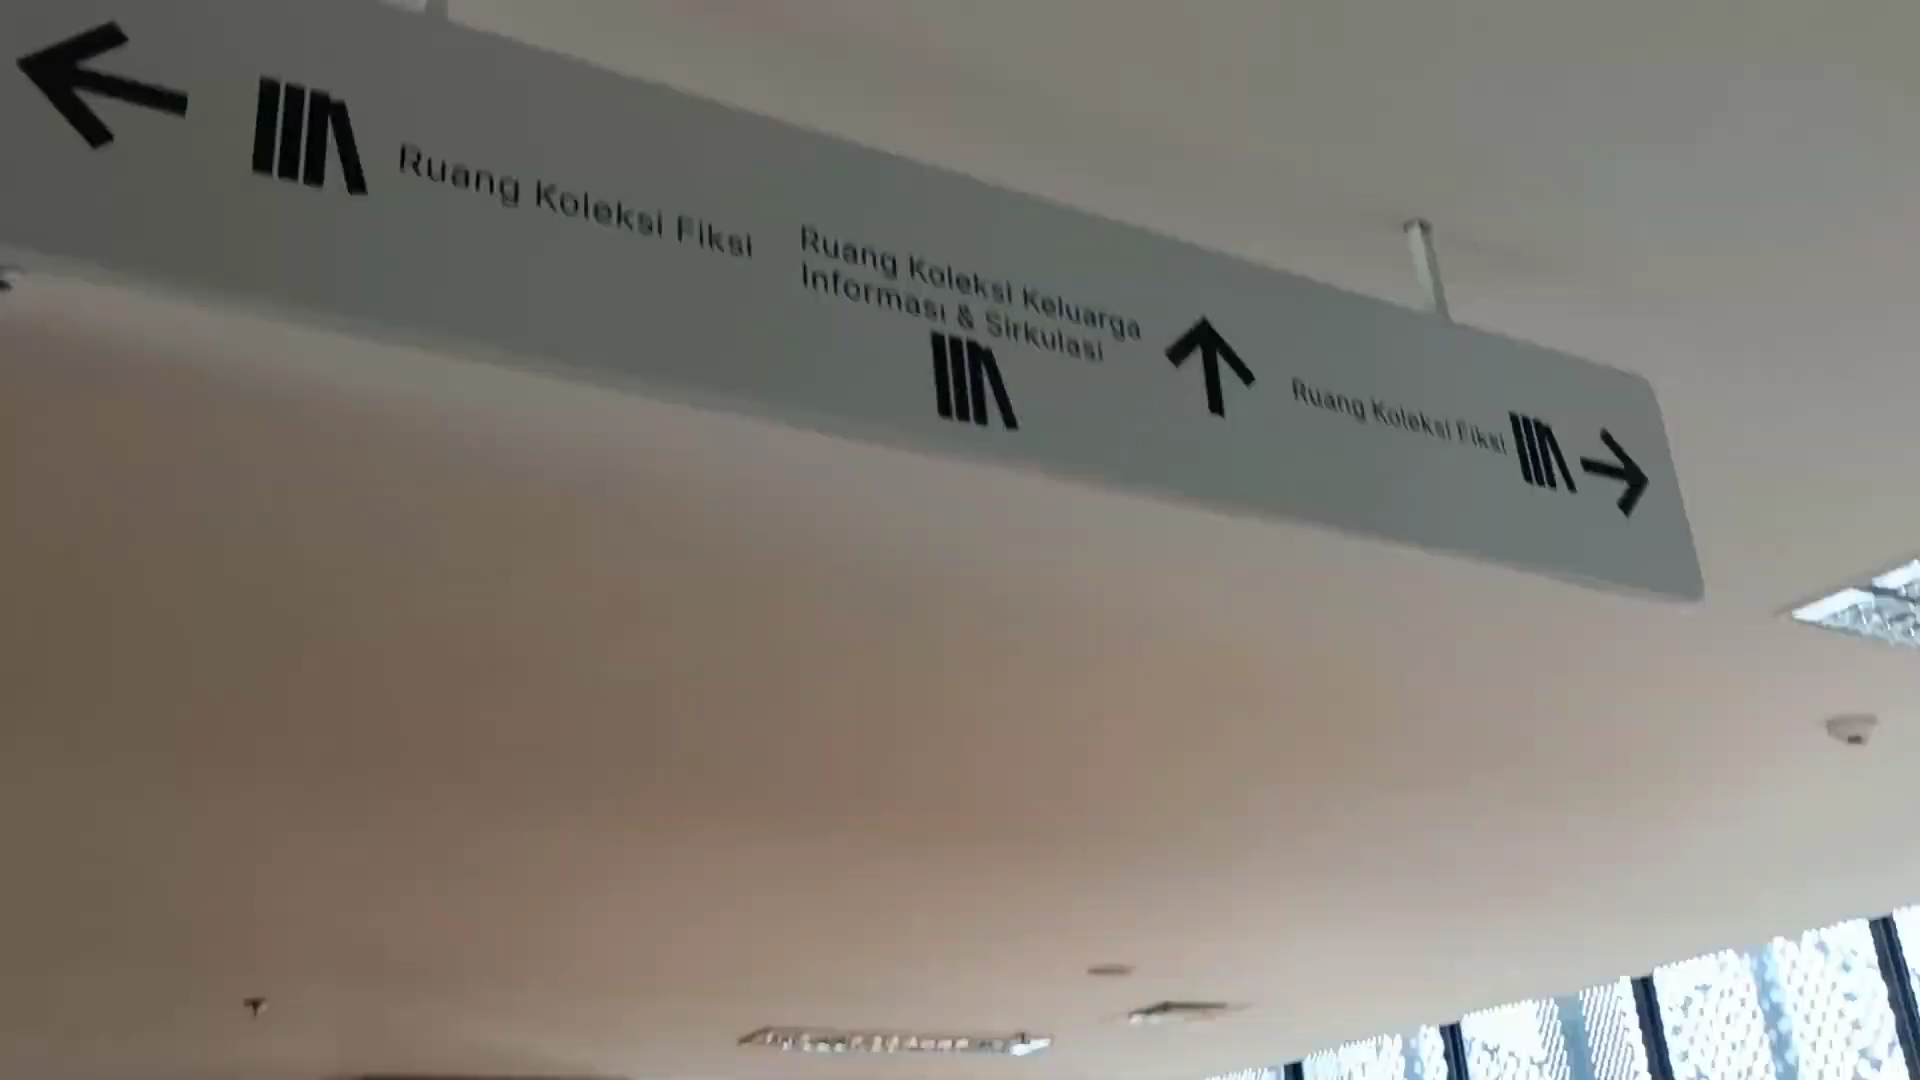 Ruang Koleksi Fiksi
Ruang Koleksi Keluarga
Informasi & Sirkulasi
Ruang Koleksi Fiksi